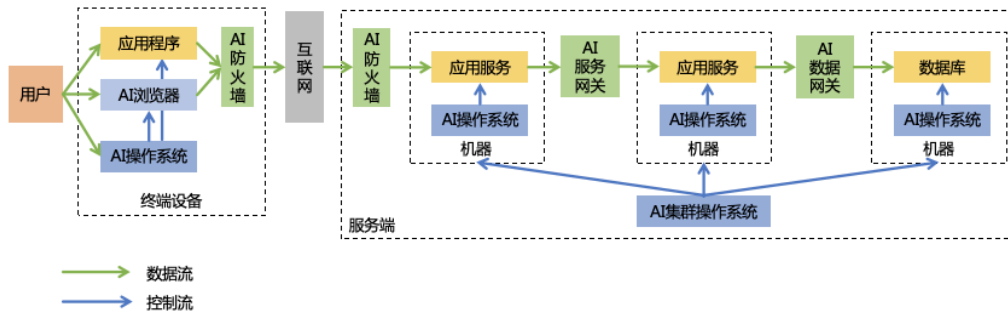 用户
应用程序
AI浏览器
AI操作系统
终端设备
AI
防
火
墙
互
联
网
AI
防
火
墙
应用服务
AI操作系统
机器
AI
服务
网关
应用服务
AI操作系统
机器
AI
数据
网关
数据库
AI操作系统
机器
AI集群操作系统
服务端
数据流
控制流